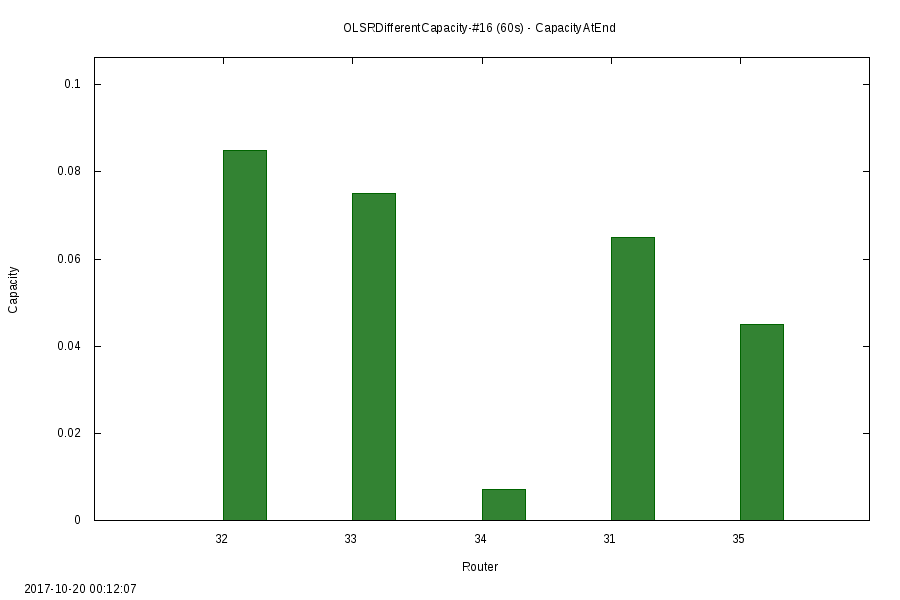 OLSRDifferentCapacity-#16 (60s) - CapacityAtEnd
0.1
0.08
0.06
0.04
0.02
0
Capacity
32 33 34 31 35
Router
2017-10-20 00:12:07